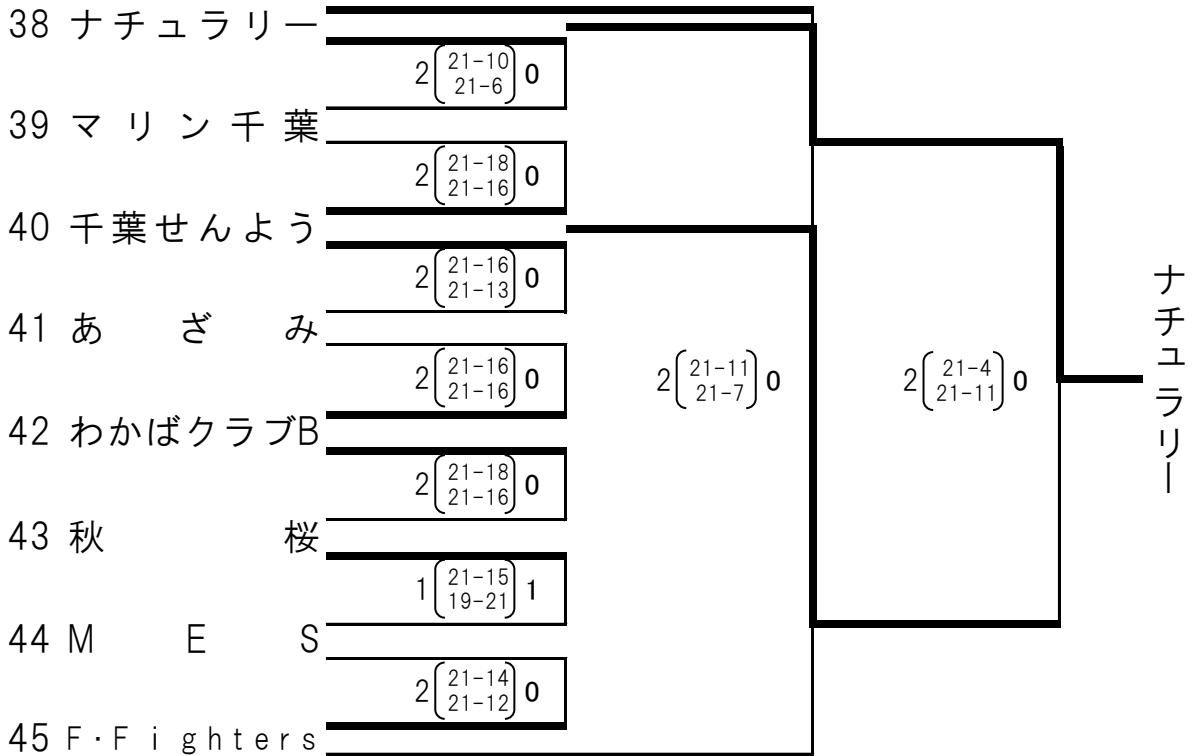 38 ナチュラリー
2 21-10 0
21-6
39 マリン千葉
2 21-18 0
21-16
40 千葉せんよう
2 21-16 0
21-13
41 あざみ
2 21-16 0
21-16
2 21-11 0
21-7
2 21-4 0
21-11
ナチュラリー
42 わかばクラブB
2 21-18 0
21-16
43 秋桜
1 21-15 1
19-21
44 MES
2 21-14 0
21-12
45 F・Fighters